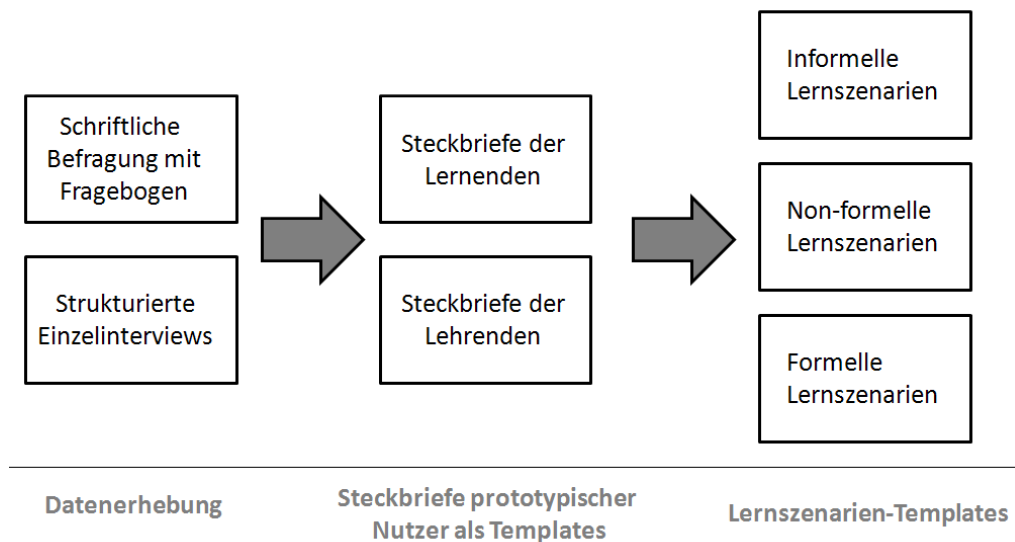 Schriftliche
Befragung mit
Fragebogen
Strukturierte
Einzelinterviews
Steckbriefe der
Lernenden
Steckbriefe der
Lehrenden
Informelle
Lernszenarien
Non-formelle
Lernszenarien
Formelle
Lernszenarien
Datenerhebung
Steckbriefe prototypischer
Nutzer als Templates
Lernszenarien-Templates